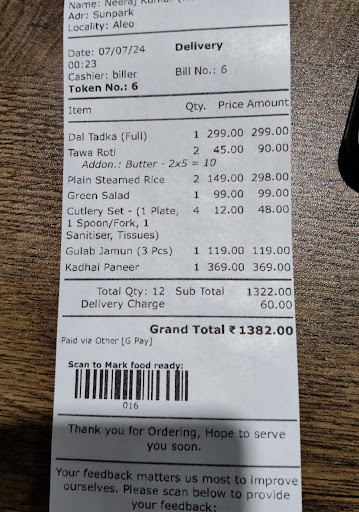 Name: Neeraj Kumar
Adr: Sunpark
Locality: Aleo
Date: 07/07/24 Delivery
00:23
Cashier: biller Bill No.: 6
Token No.: 6
Item Qty. Price Amount
Dal Tadka (Full) 1 299.00 299.00
Tawa Roti 2 45.00 90.00
Addon.: Butter - 2x5 = 10
Plain Steamed Rice 2 149.00 298.00
Green Salad 1 99.00 99.00
Cutlery Set - (1 Plate, 4 12.00 48.00
1 Spoon/Fork, 1
Sanitiser, Tissues)
Gulab Jamun (3 Pcs) 1 119.00 119.00
Kadhai Paneer 1 369.00 369.00
Total Qty: 12 Sub Total 1322.00
Delivery Charge 60.00
Grand Total ₹1382.00
Paid via Other [G Pay]
Scan to Mark food ready:
016
Thank you for Ordering, Hope to serve
you soon.
Your feedback matters us most to improve
ourselves. Please scan below to provide
your feedback: